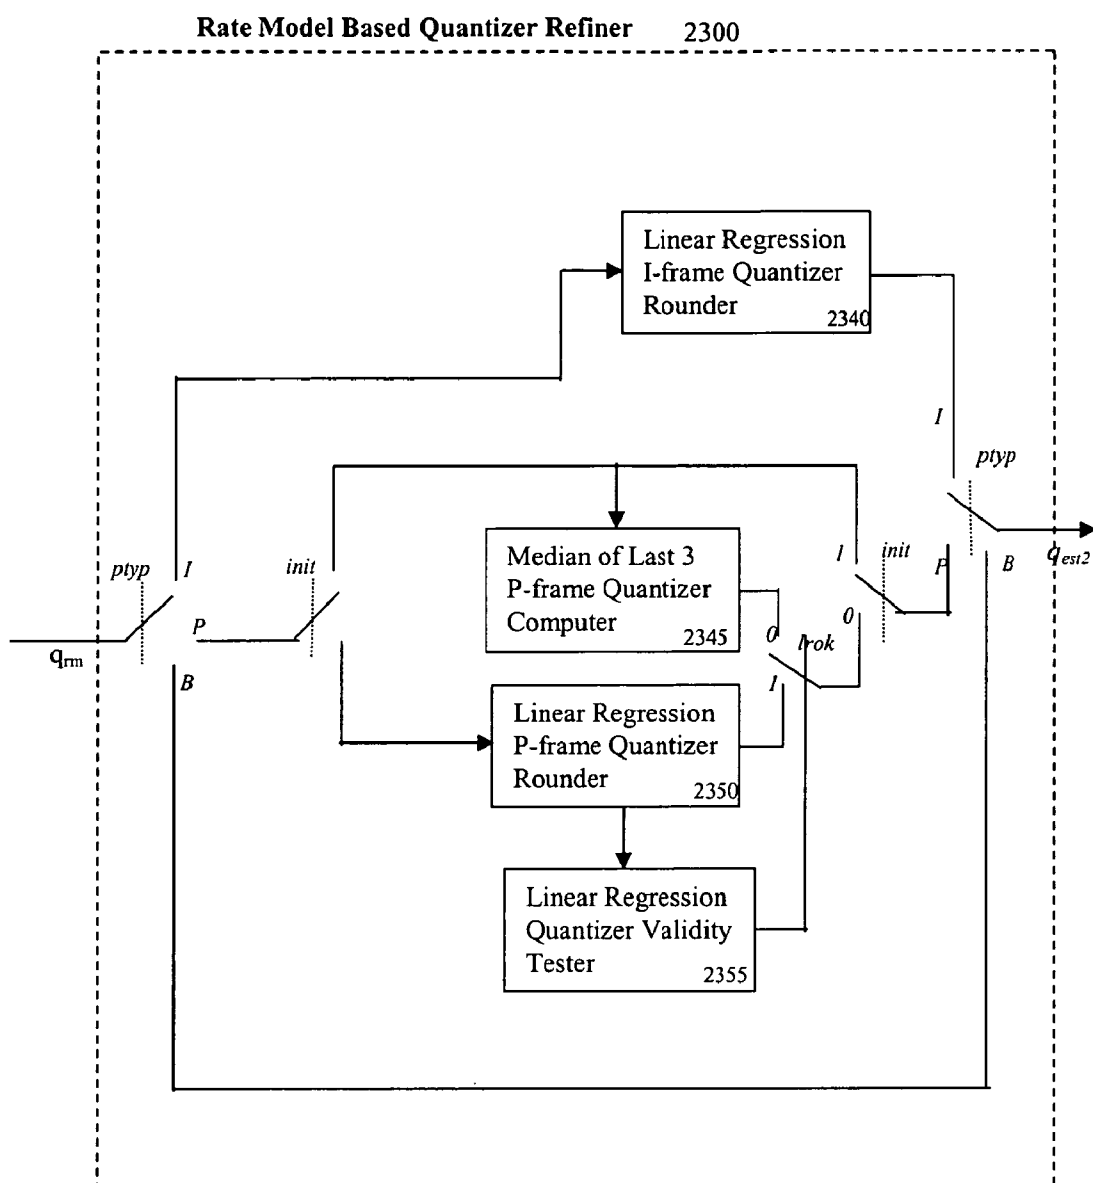 Rate Model Based Quantizer Refiner 2300
Linear Regression
I-frame Quantizer
Rounder
2340
I
ptyp
Median of Last 3
P-frame Quantizer
Computer
2345
ptyp
I
init
1
init
P
B
q_est2
P
0
lrok
0
q_rm
B
1
Linear Regression
P-frame Quantizer
Rounder
2350
Linear Regression
Quantizer Validity
Tester
2355